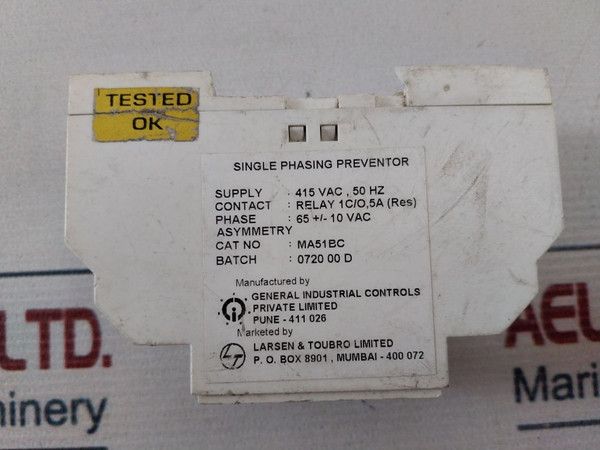 TESTED
OK
SINGLE PHASING PREVENTOR
SUPPLY : 415 VAC , 50 HZ
CONTACT : RELAY 1C/O,5A (Res)
PHASE : 65 +/- 10 VAC
ASYMMETRY
CAT NO : MA51BC
BATCH : 0720 00 D
Manufactured by
GENERAL INDUSTRIAL CONTROLS
PRIVATE LIMITED
PUNE - 411 026
Marketed by
LARSEN & TOUBRO LIMITED
P. O. BOX 8901 , MUMBAI - 400 072
LTD.
hinery
AEL
Marin